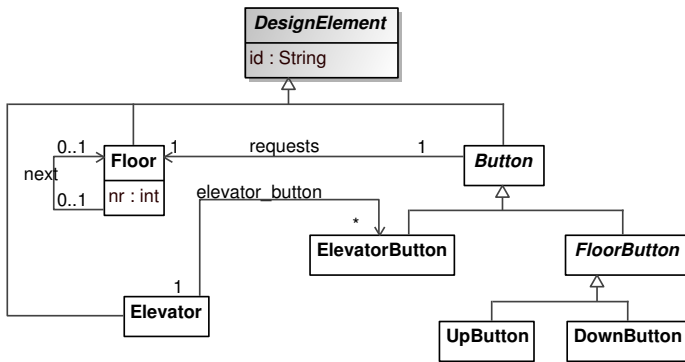 DesignElement
id : String
0..1
Floor
1
requests
1
Button
next
0..1
nr : int
elevator_button
*
ElevatorButton
FloorButton
1
Elevator
UpButton
DownButton